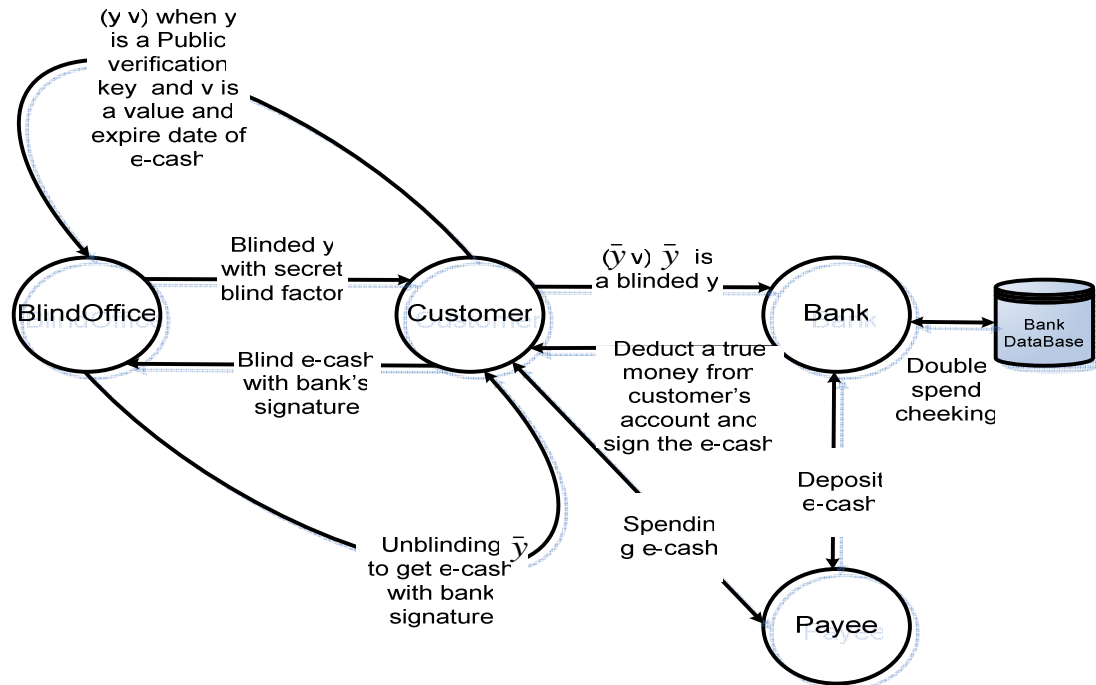 (y v) when y
is a Public
verification
key and v is
a value and
expire date of
e-cash
Blinded y
with secret
blind factor
(ȳ v) ȳ is
a blinded y
BlindOffice
Customer
Bank
Bank
DataBase
Blind e-cash
with bank's
signature
Deduct a true
money from
customer's
account and
sign the e-cash
Double
spend
cheeking
Deposit
e-cash
Spendin
g e-cash
Unblinding ȳ
to get e-cash
with bank
signature
Payee